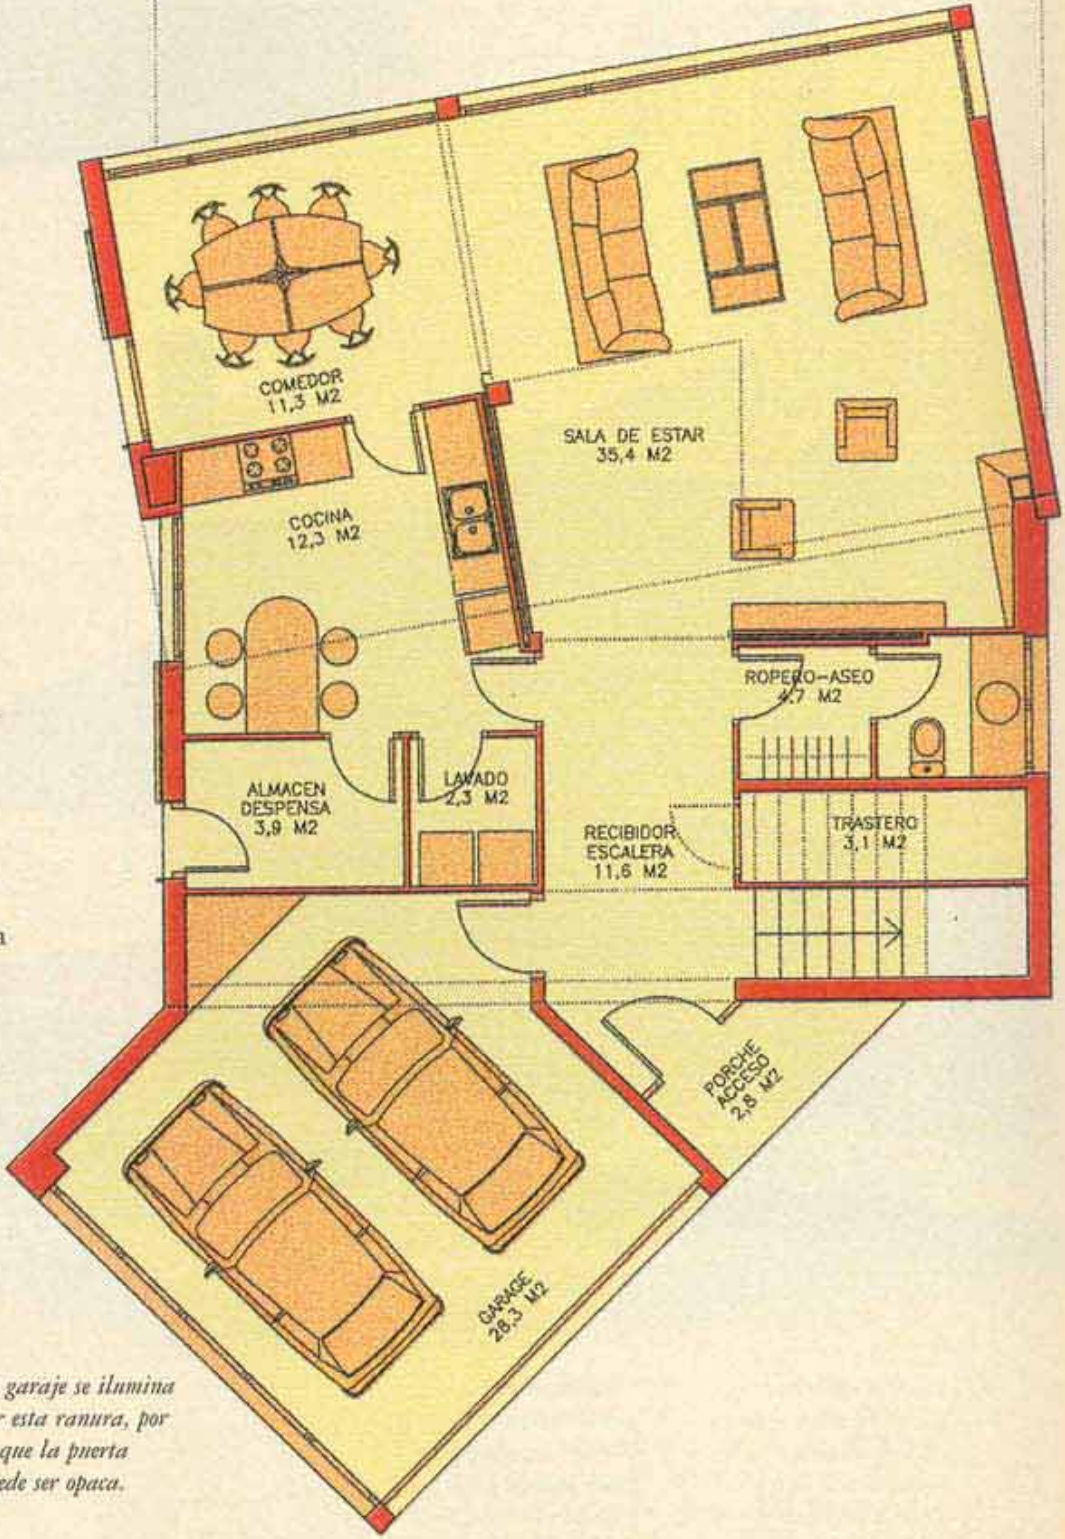 COMEDOR
11,3 M2
SALA DE ESTAR
35,4 M2
COCINA
12,3 M2
ROPERO-ASEO
4,7 M2
ALMACEN
DESPENSA
3,9 M2
LAVADO
2,3 M2
RECIBIDOR
ESCALERA
11,6 M2
TRASTERO
3,1 M2
PORCHE
ACCESO
2,8 M2
GARAGE
28,3 M2
garaje se ilumina
esta ranura, por
que la puerta
ser opaca.